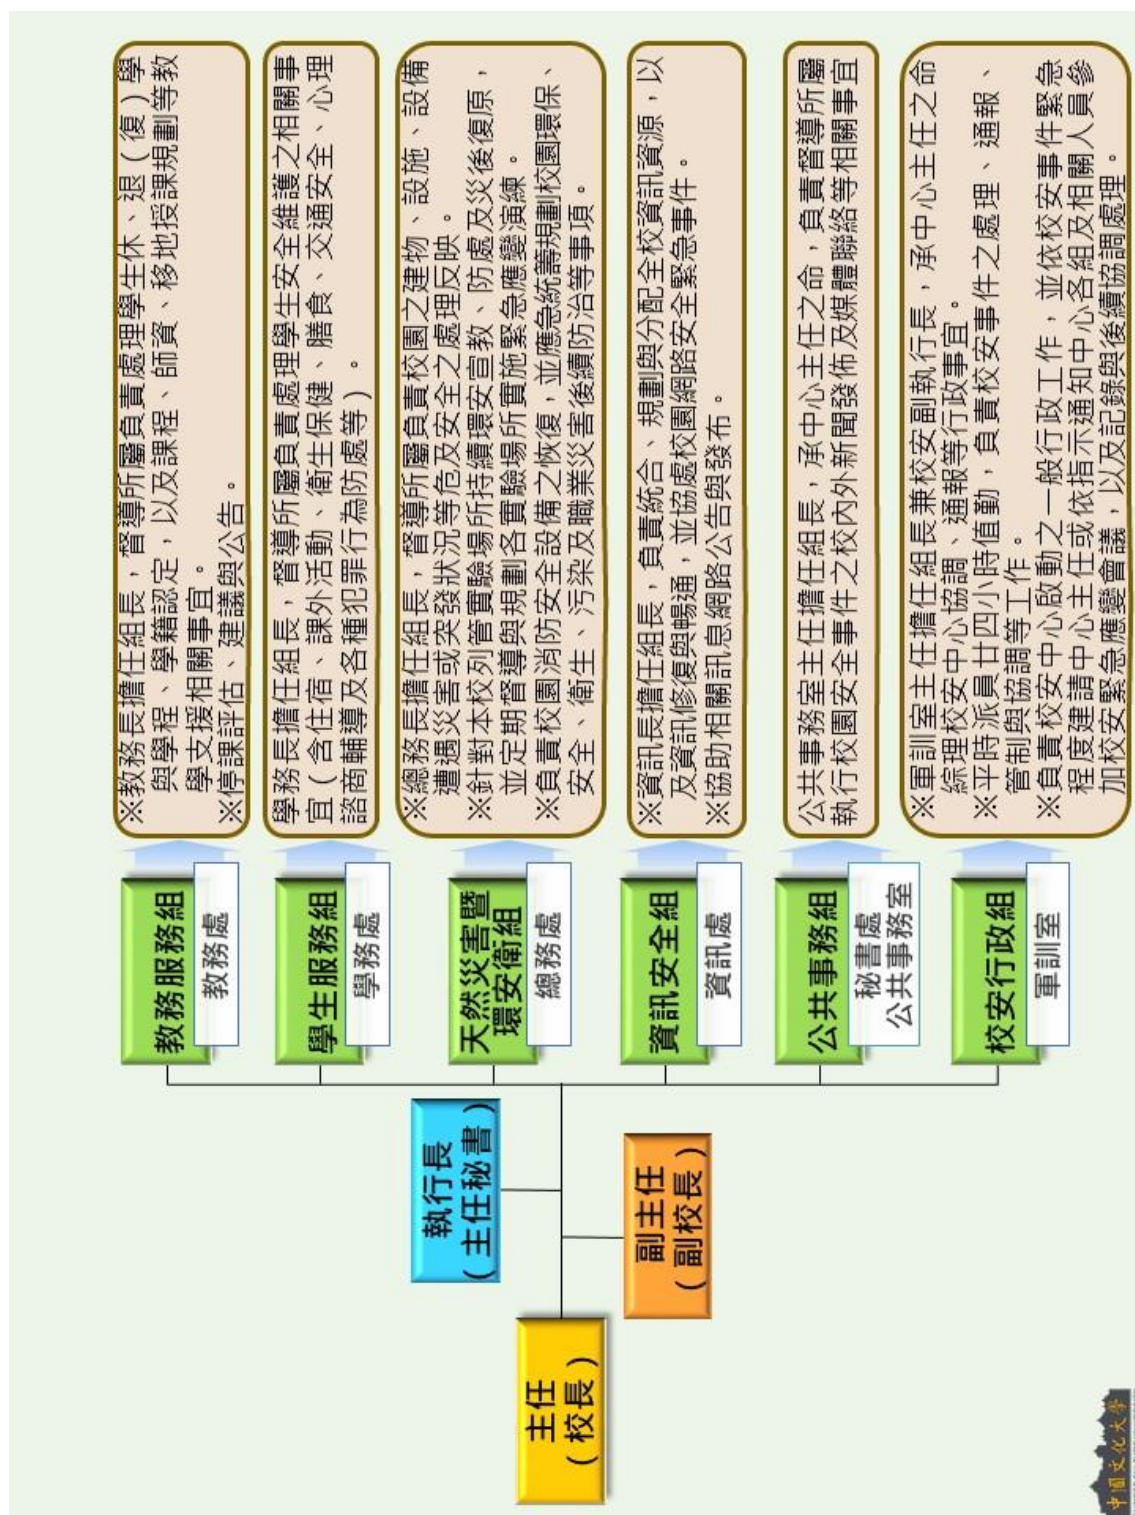 主任
(校長)
執行長
(主任秘書)
副主任
(副校長)
教務服務組
教務處
※教務長擔任組長，督導所屬負責處理學生休、退(復)學
與學程、學籍認定，以及課程、師資、移地授課規劃等教
學支援相關事宜。
※停課評估、建議與公告。
學生服務組
學務處
學務長擔任組長，督導所屬負責處理學生安全維護之相關事
宜(含住宿、課外活動、衛生保健、膳食、交通安全、心理
諮商輔導及各種犯罪行為防處等)。
天然災害暨
環安衛組
總務處
※總務長擔任組長，督導所屬負責校園之建物、設施、設備
遭遇災害或突發狀況等危及安全之處理反映。
※針對本校列管實驗場所持續環安宣教、防處及災後復原，
並定期督導與規劃各實驗場所實施緊急應變演練。
※負責校園消防安全設備之恢復，並應急統籌規劃校園環保、
安全、衛生、污染及職業災害後續防治等事項。
資訊安全組
資訊處
※資訊長擔任組長，負責統合、規劃與分配全校資訊資源，以
及資訊修復與暢通，並協處校園網路安全緊急事件。
※協助相關訊息網路公告與發布。
公共事務組
秘書處
公共事務室
公共事務室主任擔任組長，承中心主任之命，負責督導所屬
執行校園安全事件之校內外新聞發佈及媒體聯絡等相關事宜
校安行政組
軍訓室
※軍訓室主任擔任組長兼校安副執行長，承中心主任之命
綜理校安中心協調、通報等行政事宜。
※平時派員廿四小時值勤，負責校安事件之處理、通報、
管制與協調等工作。
※負責校安中心啟動之一般行政工作，並依校安事件緊急
程度建請中心主任或依指示通知中心各組及相關人員參
加校安緊急應變會議，以及記錄與後續協調處理。
中國文化大學